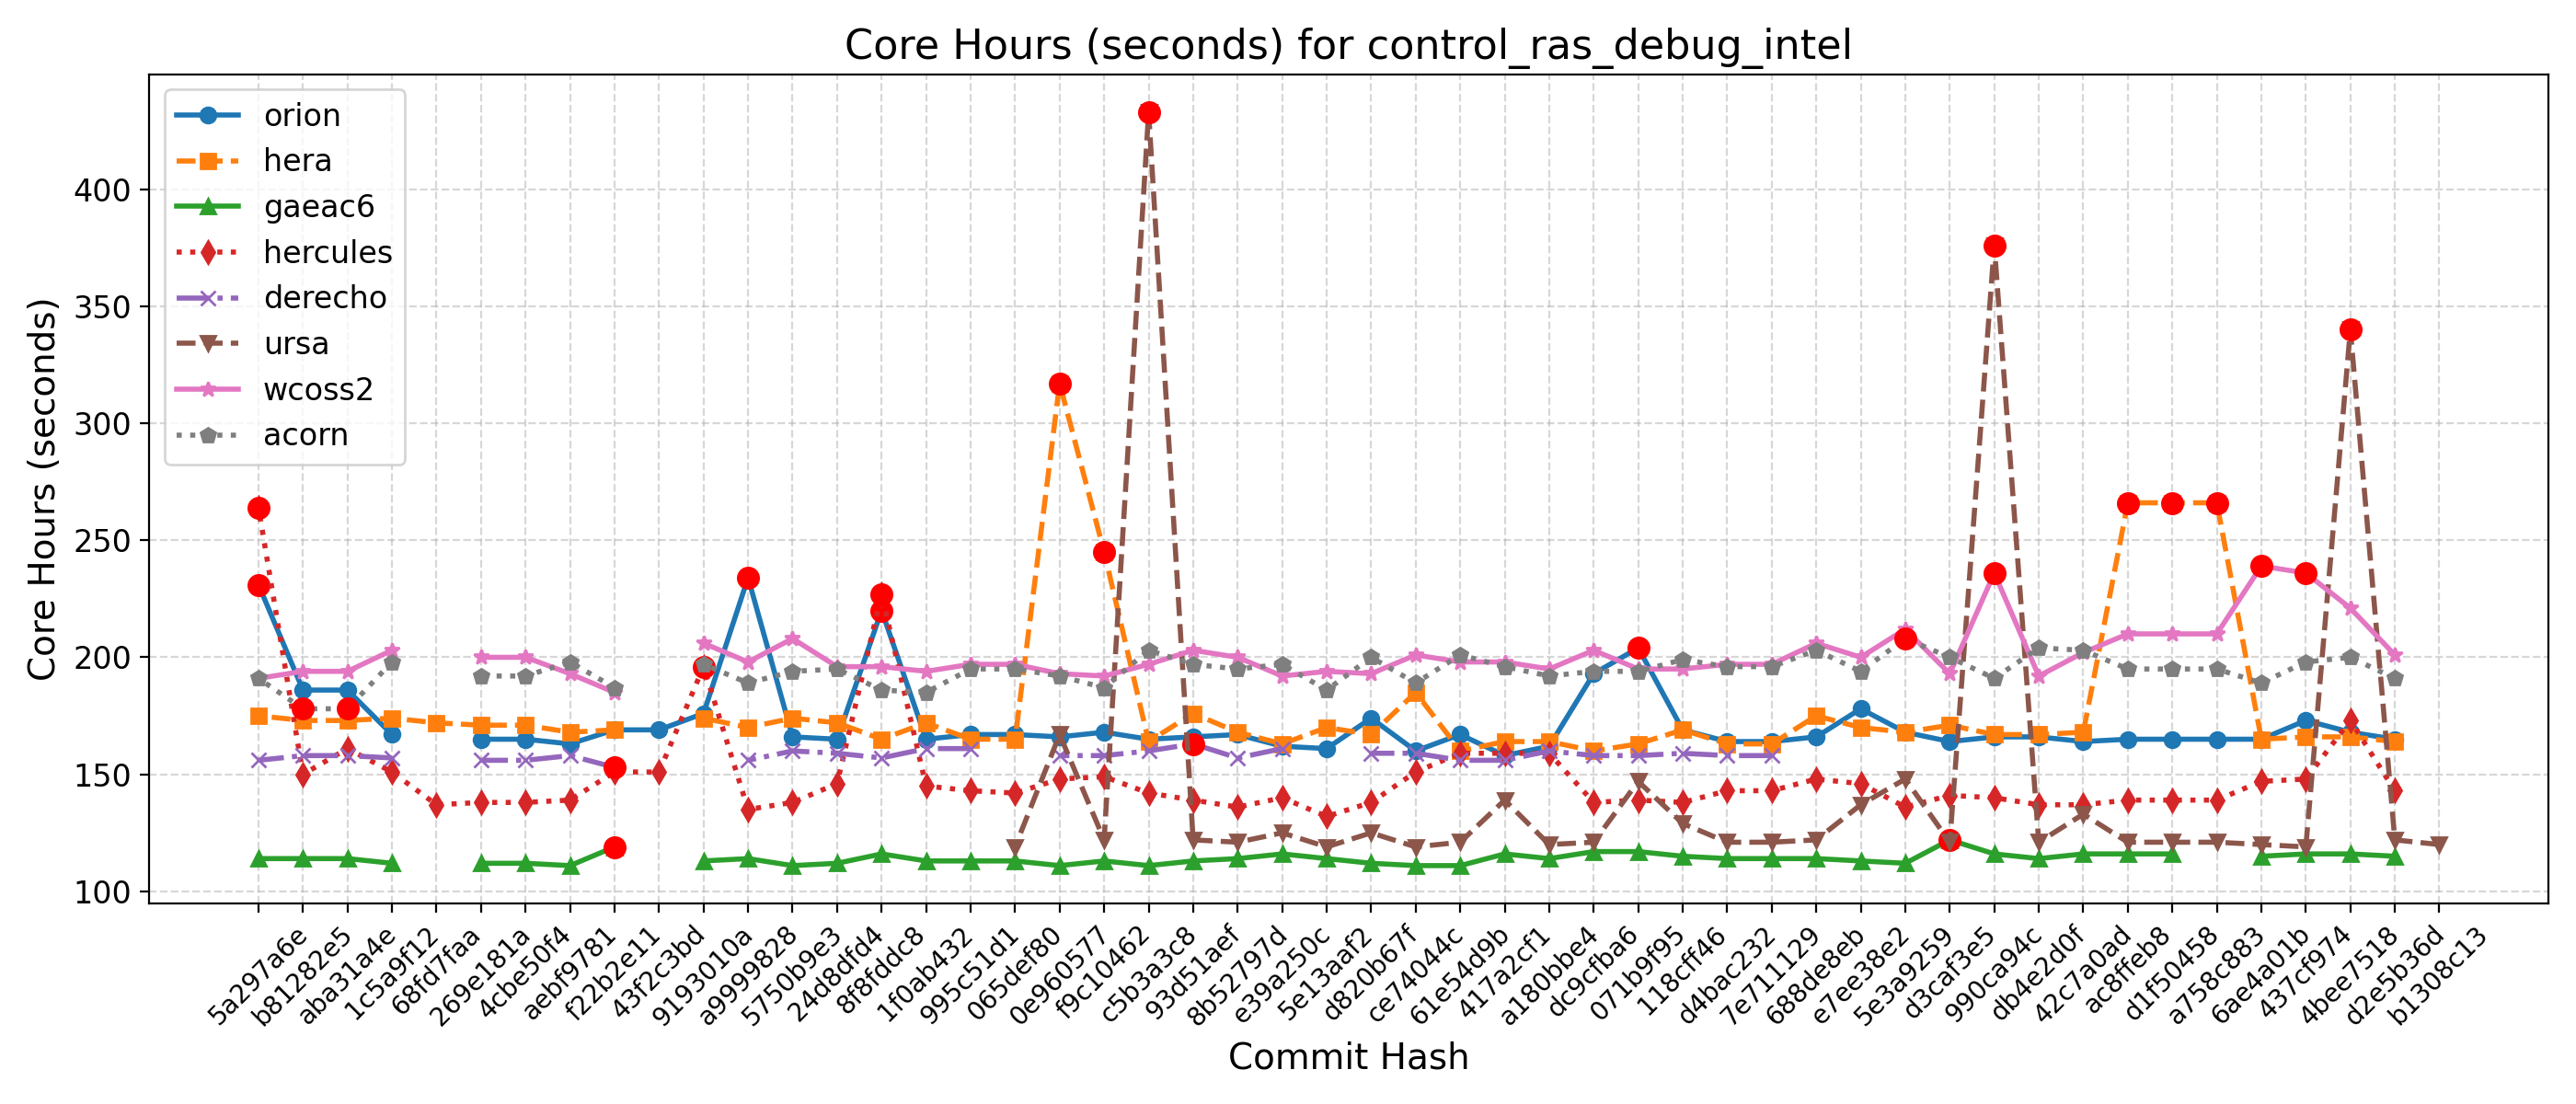 Core Hours (seconds) for control_ras_debug_intel
Core Hours (seconds)
400
350
300
250
200
150
100
orion
hera
gaeac6
hercules
derecho
ursa
wcoss2
acorn
5a297a6e
b81282e5
aba31a4e
1c5a9f12
68fd7faa
269e181a
4cbe50f4
aebf9781
f22b2e11
43f2c3bd
9193010a
a9999828
5750b9e3
24d8dfd4
8f8fddc8
1f0ab432
995c51d1
065def80
0e960577
f9c10462
c5b3a3c8
93d51aef
8b52797d
e39a250c
5e13aaf2
d820b67f
ce74044c
61e54d9b
417a2cf1
a180bbe4
dc9cfba6
071b9f95
118cff46
d4bac232
7e711129
688de8eb
e7ee38e2
5e3a9259
d3caf3e5
990ca94c
db4e2d0f
42c7a0ad
ac8ffeb8
d1f50458
a758c883
6ae4a01b
437cf974
4bee7518
d2e5b36d
b1308c13
Commit Hash